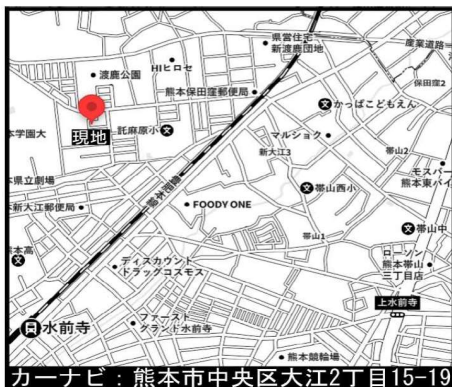 県営住宅
新渡鹿団地
産業道路
HIヒロセ
渡鹿公園
保田窪2
熊本保田窪郵便局
かっぱこどもえん
現地
託麻原小
本学園大
マルショク
新大江3
帯山2
県立劇場
豊肥本線
モスバー
熊本東バイ
帯山西小
本新大江郵便局
FOODY ONE
帯山中
帯山1
本高
ローソン
熊本帯山
三丁目店
ディスカウント
ドラッグコスモス
上水前寺
水前寺
ファースト
グランド水前寺
熊本競輪場
カーナビ：熊本市中央区大江2丁目15-19